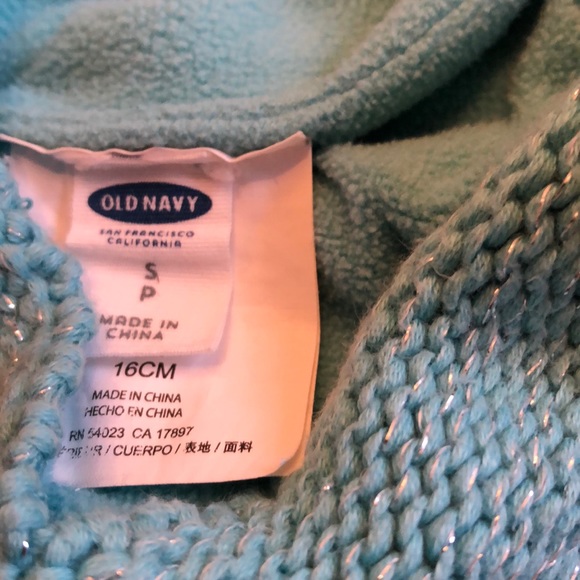 OLD NAVY
SAN FRANCISCO
CALIFORNIA
S
P
MADE IN
CHINA
16CM
MADE IN CHINA
HECHO EN CHINA
RN 54023 CA 17897
/ CUERPO / 表地 / 面料